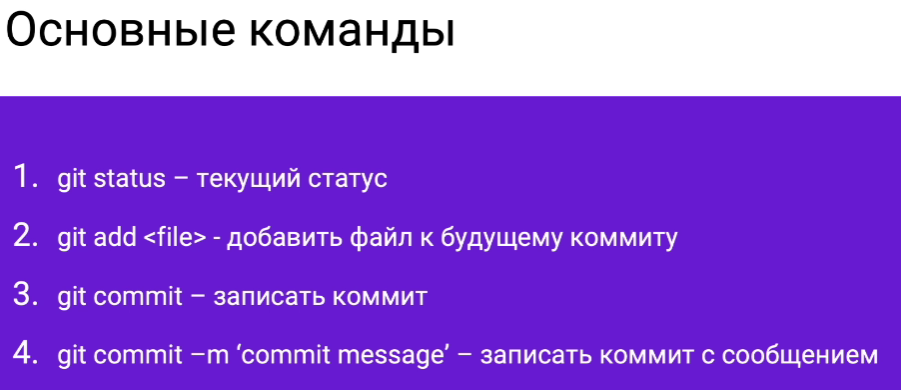 Основные команды
1. git status – текущий статус
2. git add <file> - добавить файл к будущему коммиту
3. git commit – записать коммит
4. git commit –m ‘commit message’ – записать коммит с сообщением